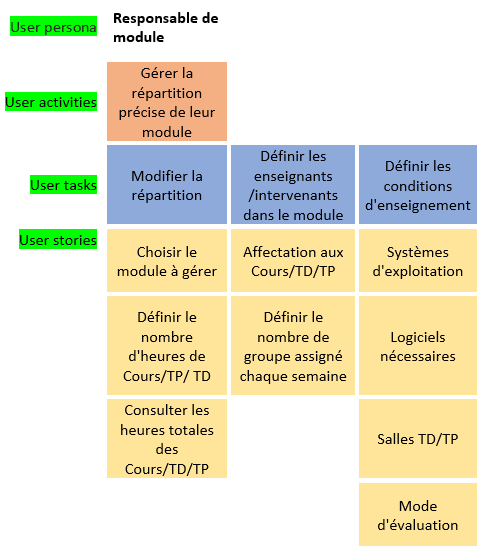 User persona
Responsable de
module
User activities
Gérer la
répartition
précise de leur
module
User tasks
Modifier la
répartition
Définir les
enseignants
/intervenants
dans le module
Définir les
conditions
d'enseignement
User stories
Choisir le
module à gérer
Affectation aux
Cours/TD/TP
Systèmes
d'exploitation
Définir le
nombre
d'heures de
Cours/TP/ TD
Définir le
nombre de
groupe assigné
chaque semaine
Logiciels
nécessaires
Consulter les
heures totales
des
Cours/TD/TP
Salles TD/TP
Mode
d'évaluation